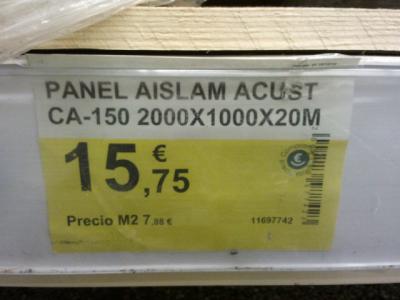 PANEL AISLAM ACUST
CA-150 2000X1000X20M
15,75 €
Precio M2 7.88 €
11697742